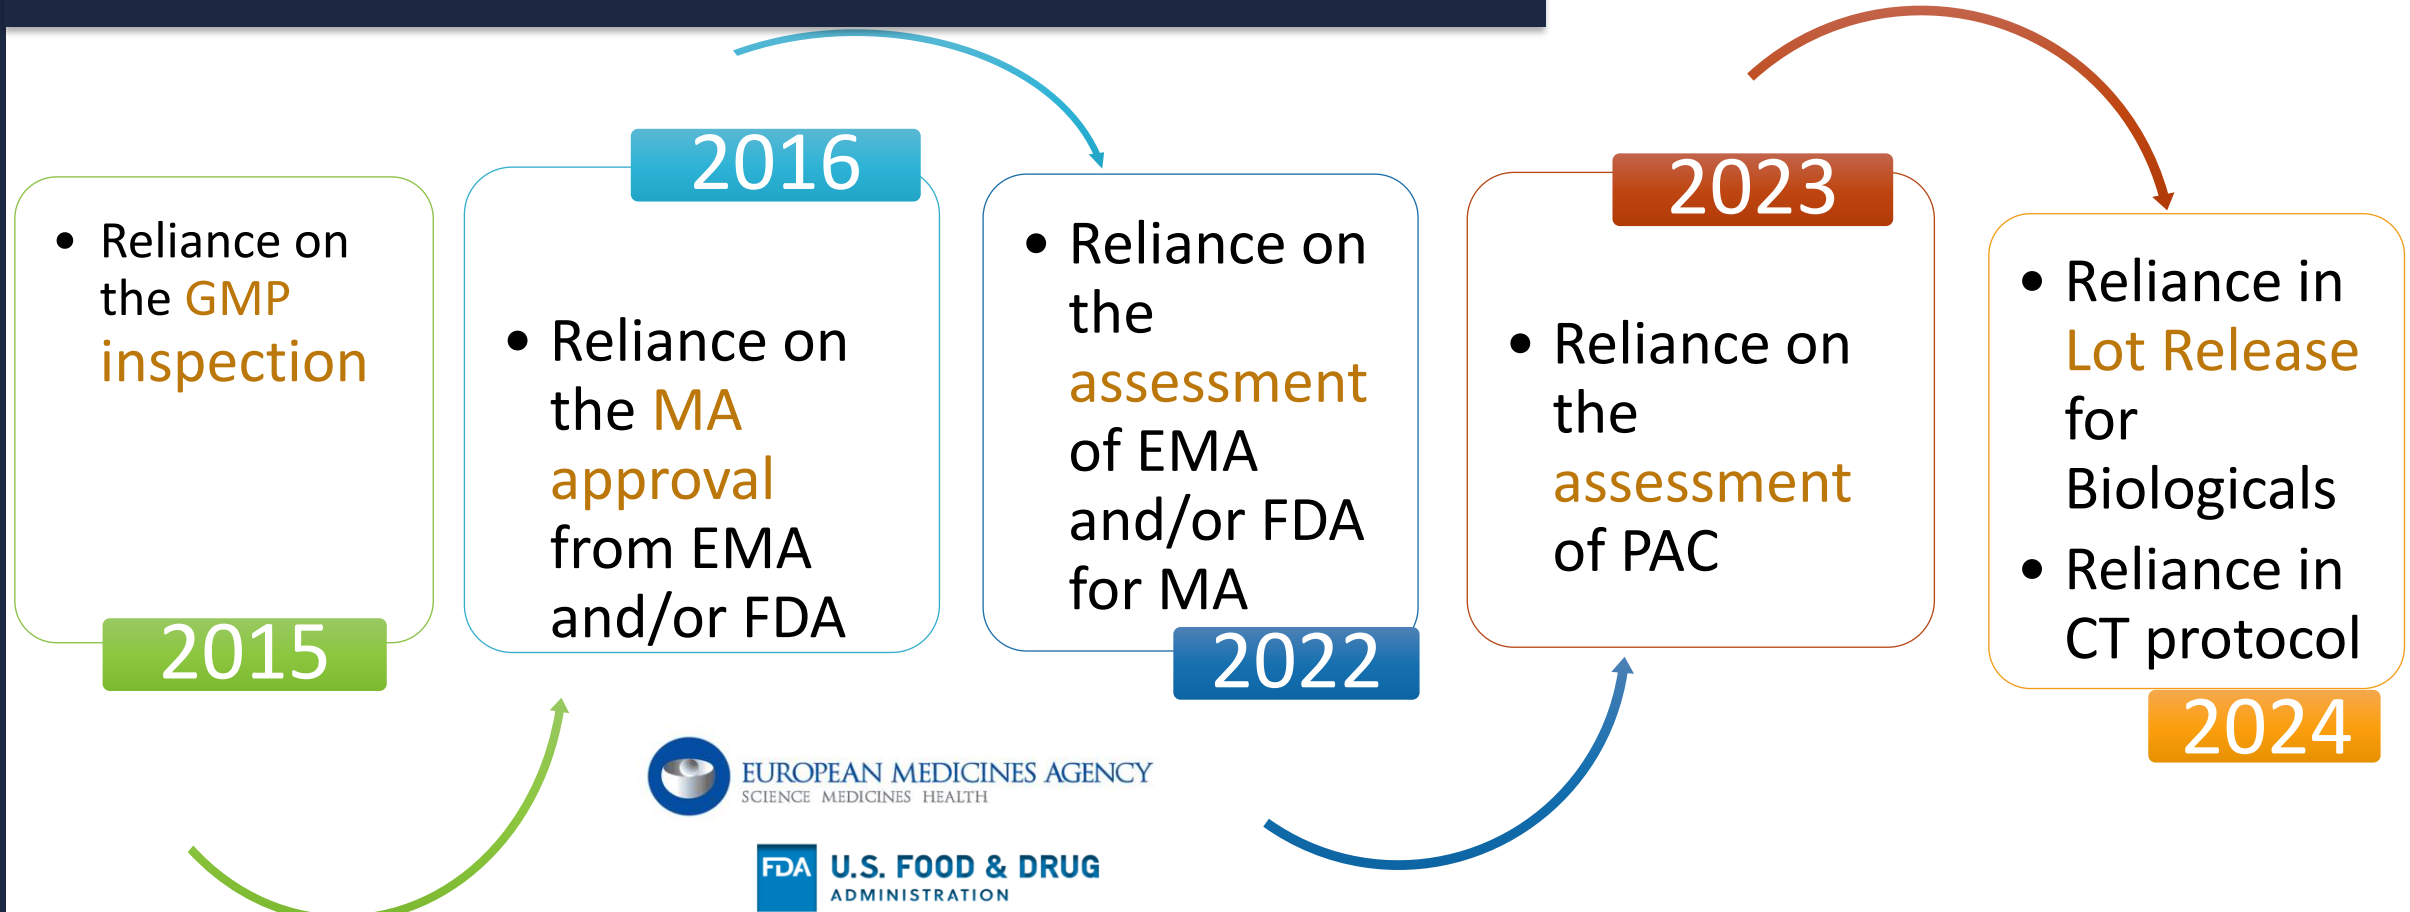 • Reliance on
the GMP
inspection
2015
2016
• Reliance on
the MA
approval
from EMA
and/or FDA
• Reliance on
the
assessment
of EMA
and/or FDA
for MA
2022
2023
• Reliance on
the
assessment
of PAC
• Reliance in
Lot Release
for
Biologicals
• Reliance in
CT protocol
2024
EUROPEAN MEDICINES AGENCY
SCIENCE MEDICINES HEALTH
FDA
U.S. FOOD & DRUG
ADMINISTRATION